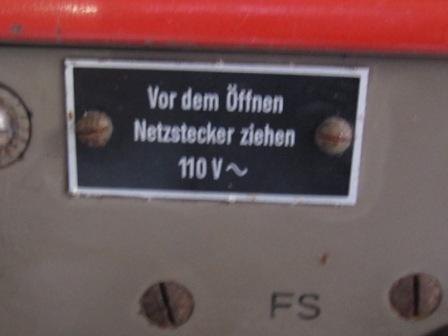 Vor dem Öffnen
Netzstecker ziehen
110 V ~
FS